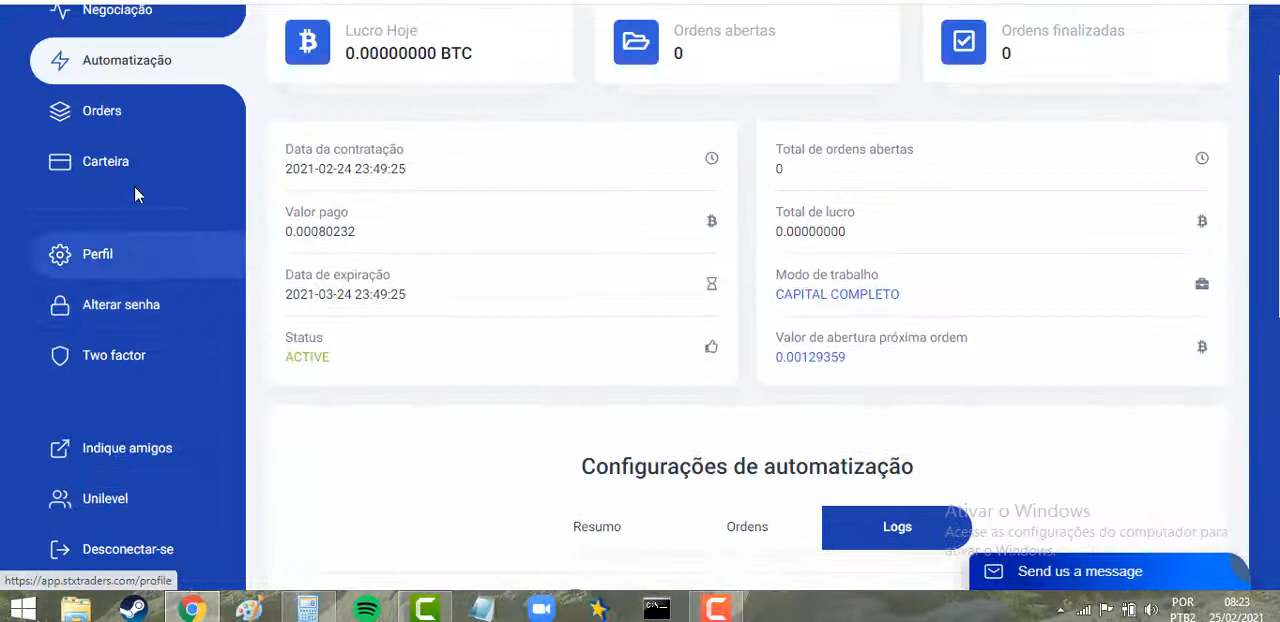 Negociação
Automatização
Orders
Carteira
Perfil
Alterar senha
Two factor
Indique amigos
Unilevel
Desconectar-se
https://app.stxtraders.com/profile
Lucro Hoje
0.00000000 BTC
Ordens abertas
0
Ordens finalizadas
0
Data da contratação
2021-02-24 23:49:25
Valor pago
0.00080232
Data de expiração
2021-03-24 23:49:25
Status
ACTIVE
Total de ordens abertas
0
Total de lucro
0.00000000
Modo de trabalho
CAPITAL COMPLETO
Valor de abertura próxima ordem
0.00129359
Configurações de automatização
Resumo
Ordens
Logs
Ativar o Windows
Acesse as configurações do computador para
ativar o Windows.
Send us a message
POR
PTB2
08:23
25/02/2021